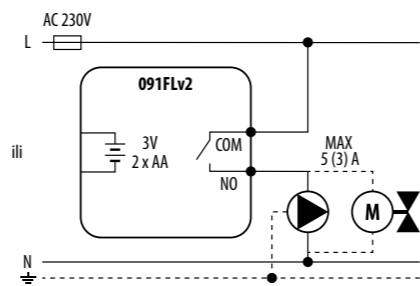 AC 230V
L
091FLv2
ili
3V
2 x AA
COM
NO
MAX
5 (3) A
M
N